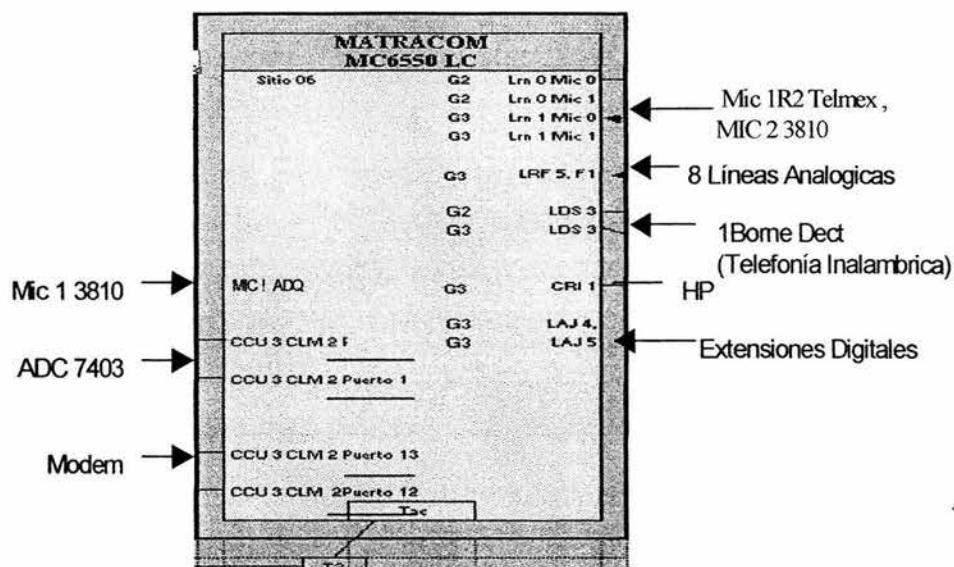 MATRACOM
MC6550 LC
Sitio 06
G2 Lrn 0 Mic 0
G2 Lrn 0 Mic 1
G3 Lrn 1 Mic 0
G3 Lrn 1 Mic 1
Mic 1R2 Telmex ,
MIC 2 3810
G3 LRF 5, F1
8 Líneas Analogicas
G2 LDS 3
G3 LDS 3
1Borne Dect
(Telefonía Inalambrica)
Mic 1 3810
MIC! ADQ
G3 CRI 1
HP
G3 LAJ 4,
CCU 3 CLM 2 F
G3 LAJ 5
Extensiones Digitales
ADC 7403
CCU 3 CLM 2 Puerto 1
Modem
CCU 3 CLM 2 Puerto 13
CCU 3 CLM 2Puerto 12